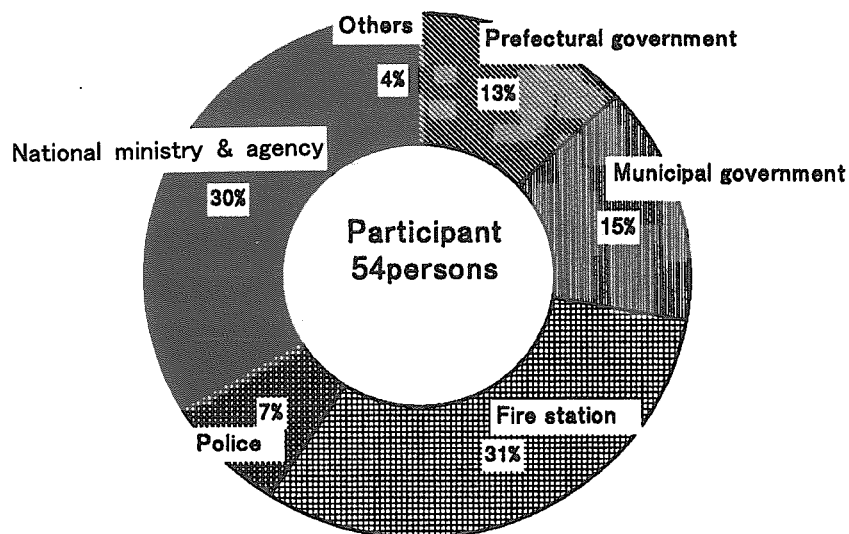 Others
4%
Prefectural government
13%
National ministry & agency
30%
Municipal government
15%
Participant
54persons
Fire station
31%
7%
Police